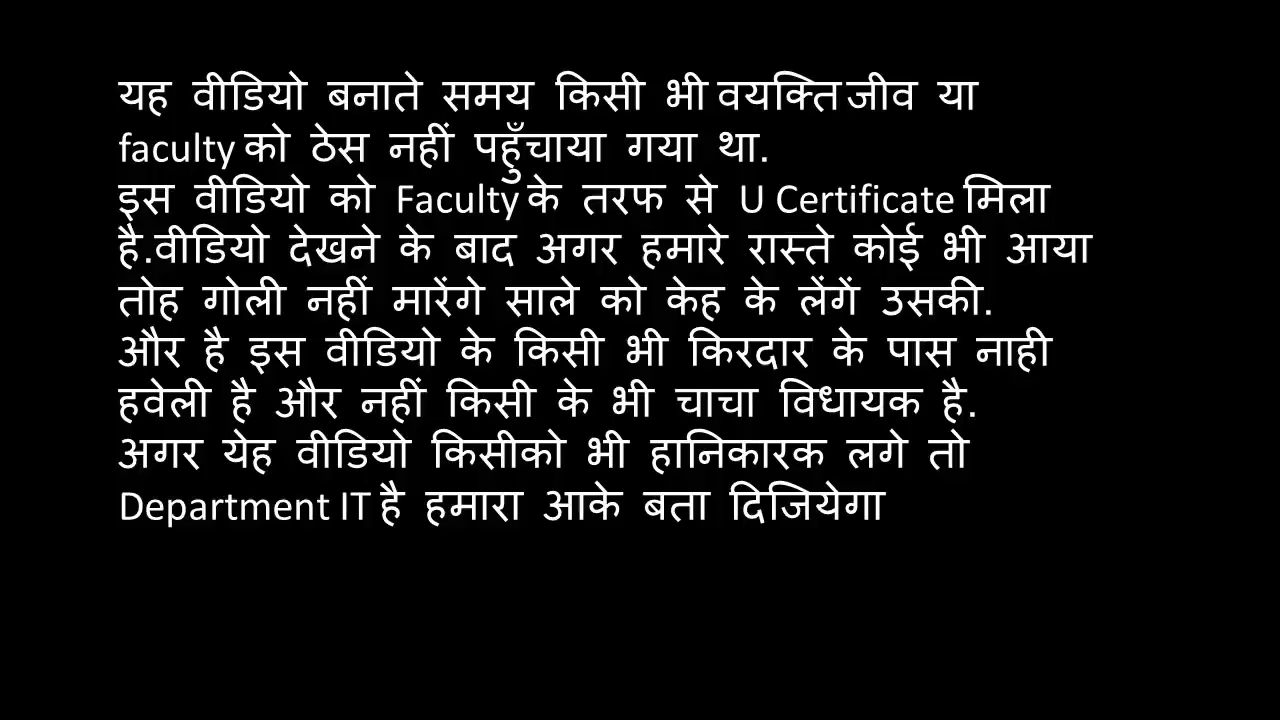 यह वीडियो बनाते समय किसी भी वयक्ति जीव या
faculty को ठेस नहीं पहुँचाया गया था.
इस वीडियो को Faculty के तरफ से U Certificate मिला
है.वीडियो देखने के बाद अगर हमारे रास्ते कोई भी आया
तोह गोली नहीं मारेंगे साले को केह के लेंगें उसकी.
और है इस वीडियो के किसी भी किरदार के पास नाही
हवेली है और नहीं किसी के भी चाचा विधायक है.
अगर येह वीडियो किसीको भी हानिकारक लगे तो
Department IT है हमारा आके बता दिजियेगा